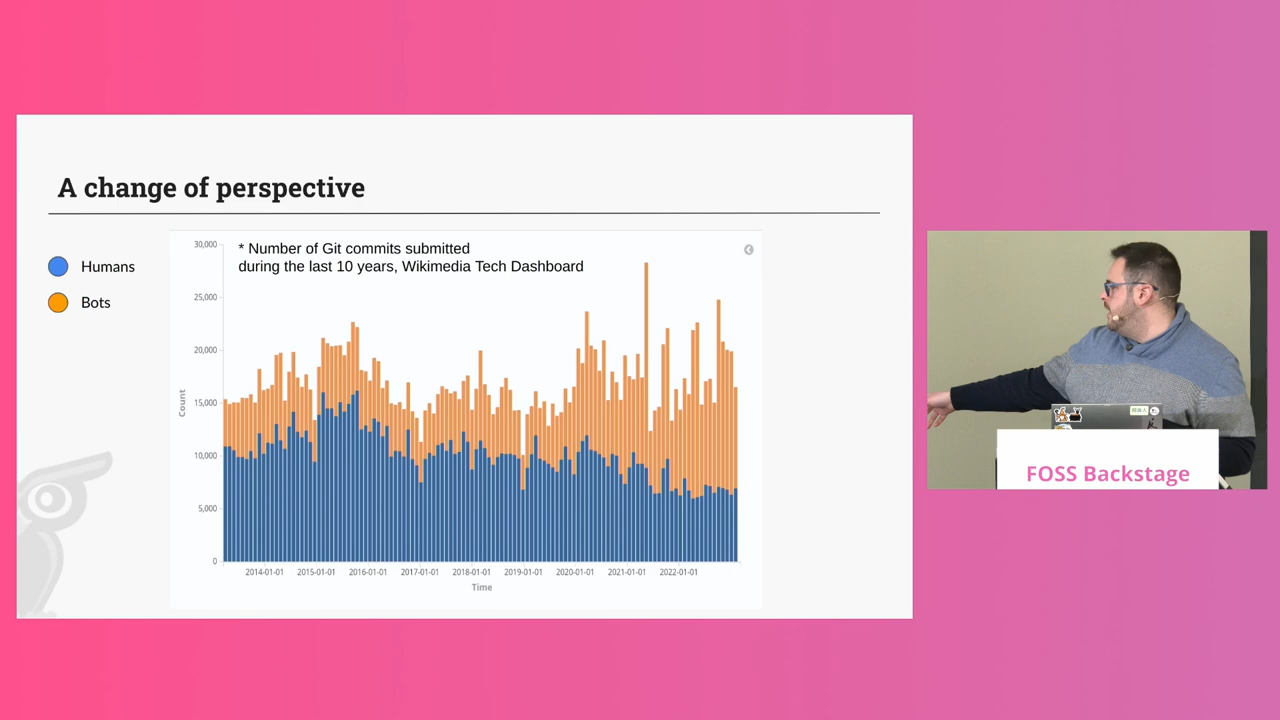 A change of perspective
Humans
Bots
* Number of Git commits submitted
during the last 10 years, Wikimedia Tech Dashboard
30,000
25,000
20,000
15,000
10,000
5,000
0
Count
2014-01-01
2015-01-01
2016-01-01
2017-01-01
2018-01-01
2019-01-01
2020-01-01
2021-01-01
2022-01-01
Time
FOSS Backstage